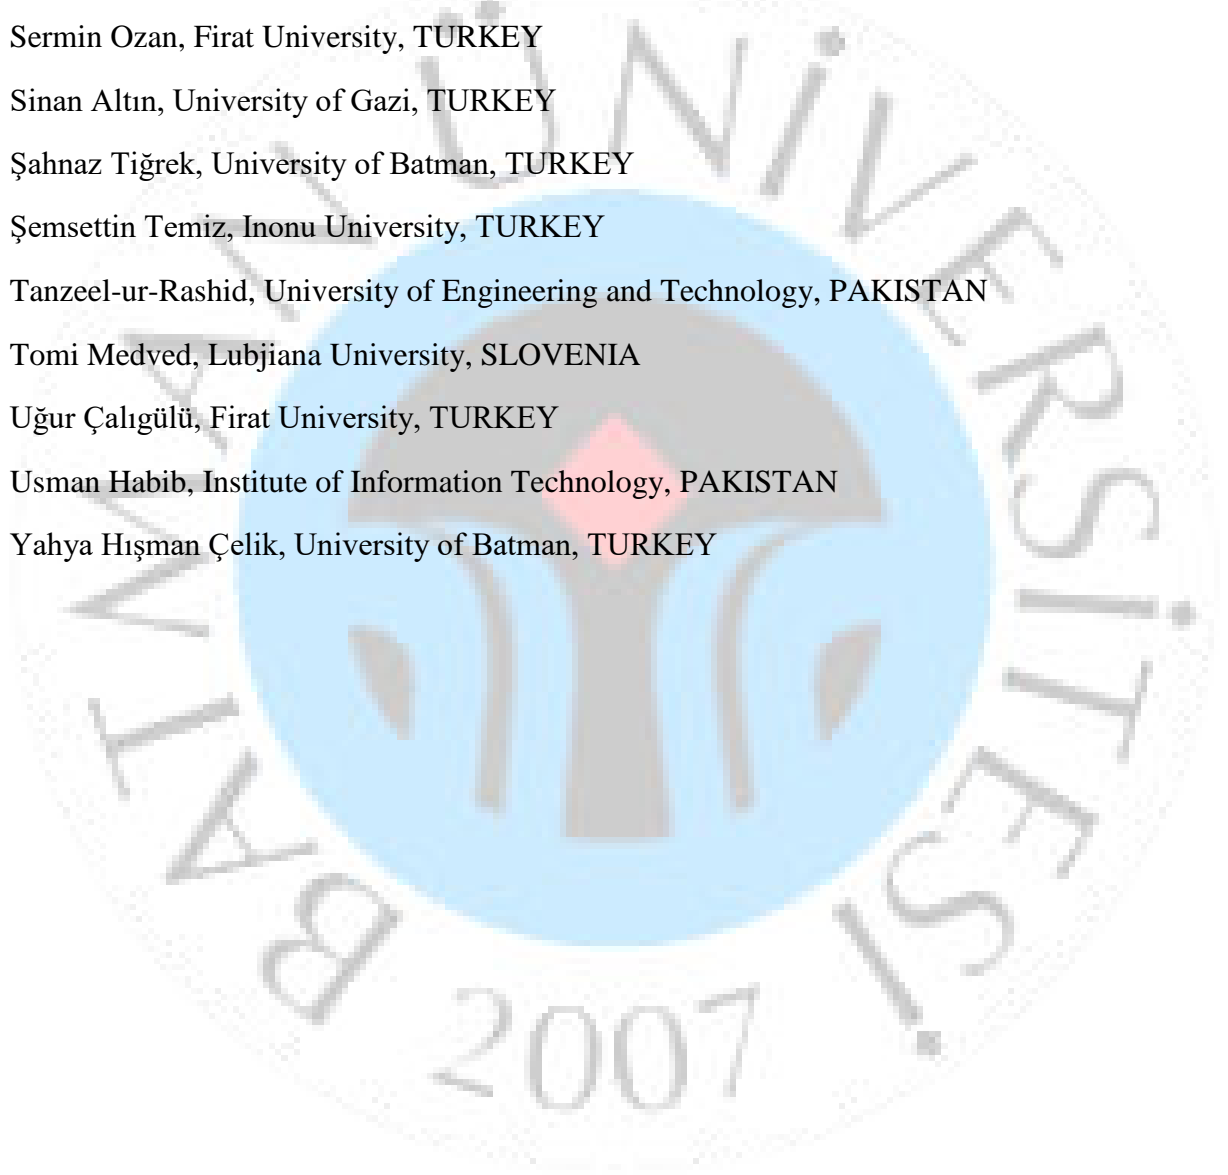 Sermin Ozan, Firat University, TURKEY
Sinan Altın, University of Gazi, TURKEY
Şahnaz Tiğrek, University of Batman, TURKEY
Şemsettin Temiz, Inonu University, TURKEY
Tanzeel-ur-Rashid, University of Engineering and Technology, PAKISTAN
Tomi Medved, Lubjiana University, SLOVENIA
Uğur Çalıgülü, Firat University, TURKEY
Usman Habib, Institute of Information Technology, PAKISTAN
Yahya Hışman Çelik, University of Batman, TURKEY
BATMAN ÜNİVERSİTESİ
2007